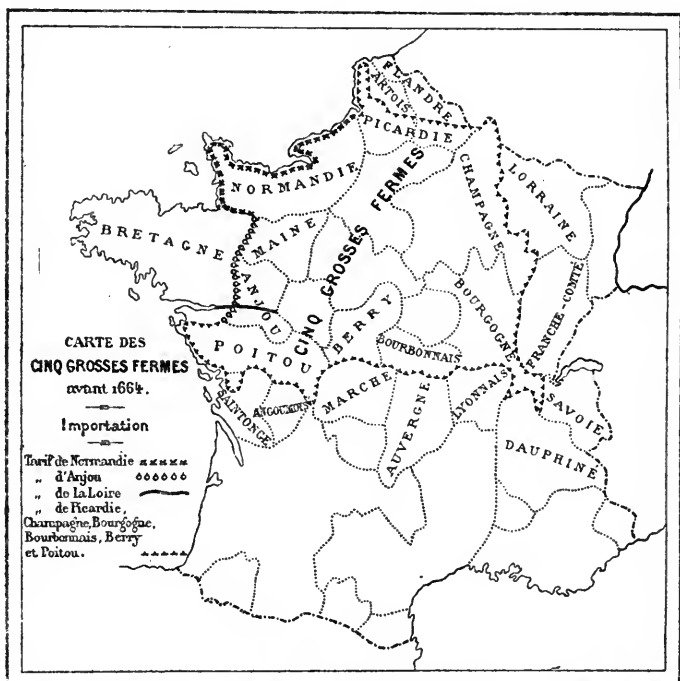 FLANDRE
ARTOIS
PICARDIE
NORMANDIE
CHAMPAGNE
LORRAINE
BRETAGNE
MAINE
ANJOU
CINQ GROSSES FERMES
BERRY
POITOU
BOURGOGNE
FRANCHE-COMTÉ
BOURBONNAIS
SAINTONGE
ANGOUMOIS
MARCHE
AUVERGNE
LYONNAIS
SAVOIE
DAUPHINE
CARTE DES
CINQ GROSSES FERMES
avant 1664.
Importation
Tarif de Normandie
„ d'Anjou
„ de la Loire
„ de Picardie,
Champagne, Bourgogne,
Bourbonnais, Berry
et Poitou.